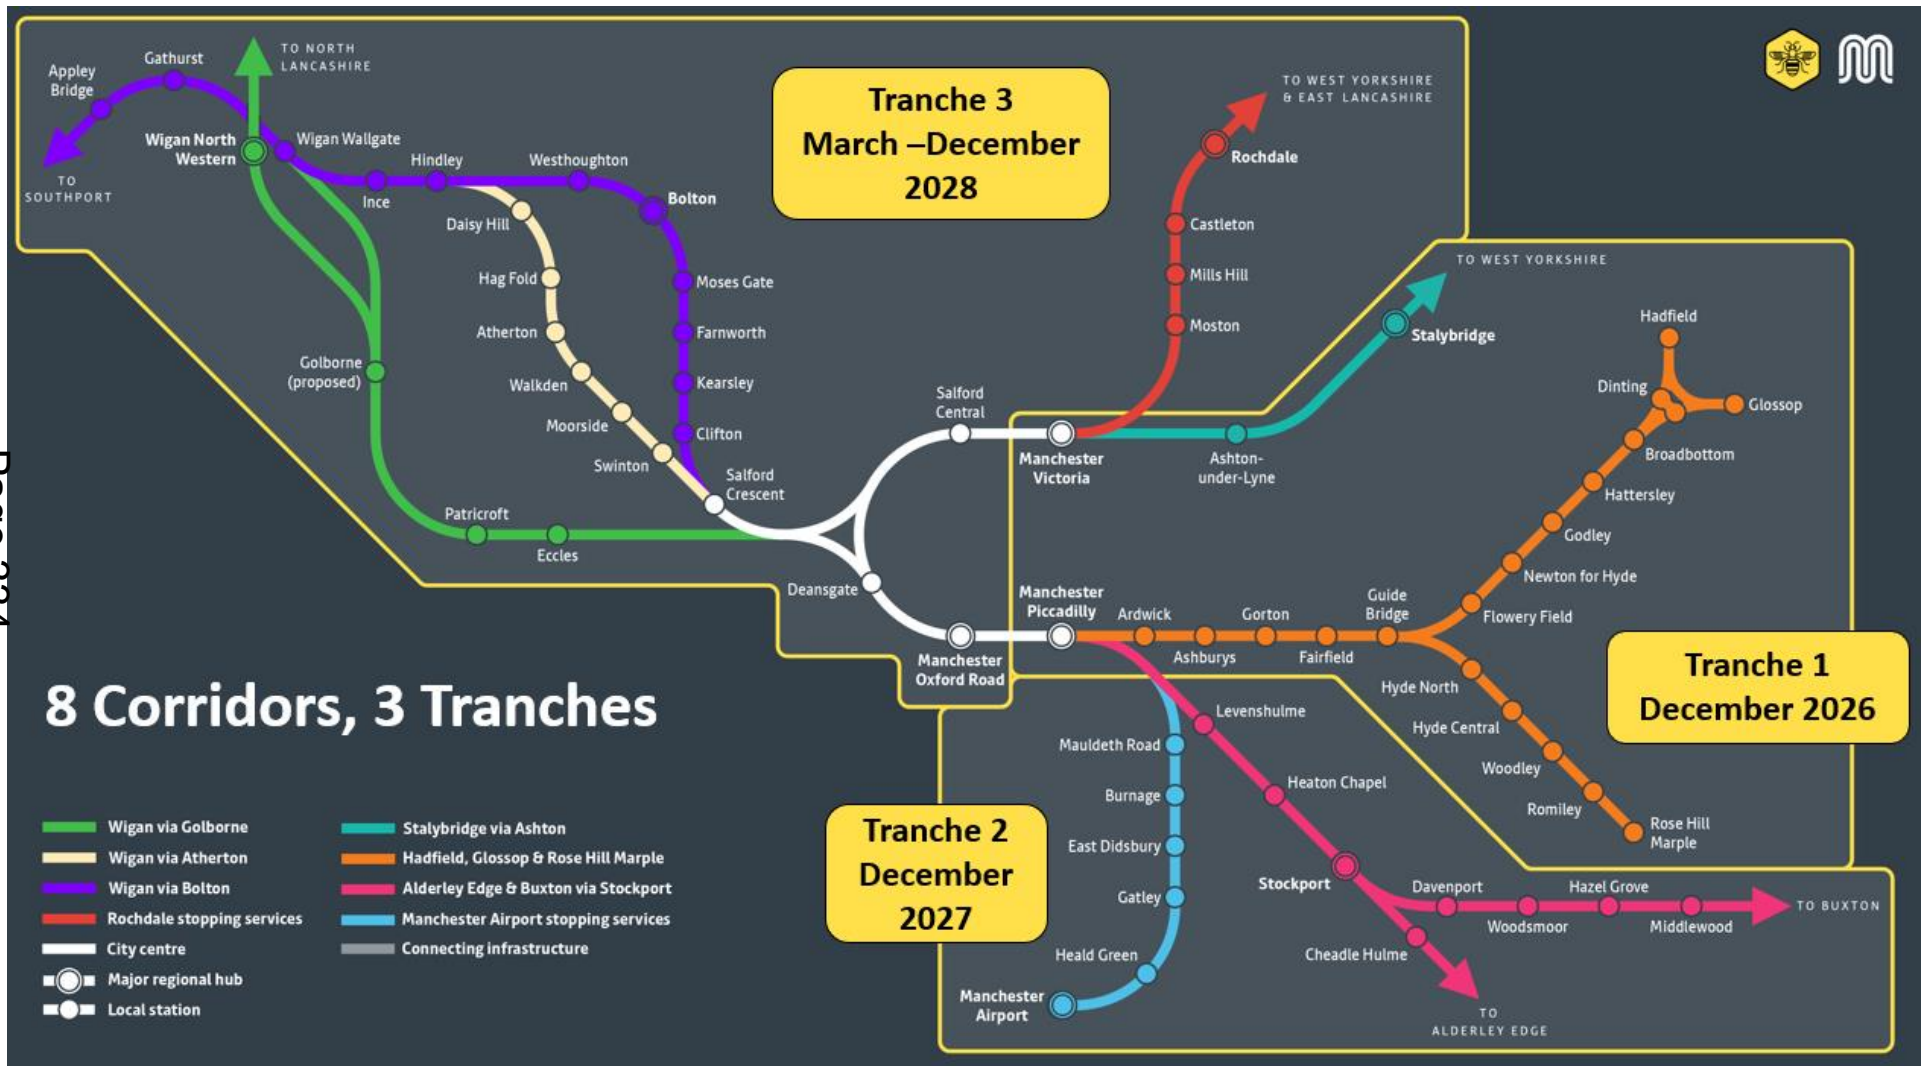 Appley
Bridge
Gathurst
TO NORTH
LANCASHIRE
Wigan North
Western
Wigan Wallgate
TO
SOUTHPORT
Ince
Hindley
Westhoughton
Bolton
Daisy Hill
Hag Fold
Atherton
Walkden
Moorside
Swinton
Moses Gate
Farnworth
Kearsley
Clifton
Salford
Crescent
Golborne
(proposed)
Patricroft
Eccles
Tranche 3
March –December
2028
TO WEST YORKSHIRE
& EAST LANCASHIRE
Rochdale
Castleton
Mills Hill
Moston
TO WEST YORKSHIRE
Stalybridge
Salford
Central
Manchester
Victoria
Ashton-
under-Lyne
Deansgate
Manchester
Oxford Road
Manchester
Piccadilly
Ardwick
Ashburys
Gorton
Fairfield
Guide
Bridge
Hadfield
Dinting
Glossop
Broadbottom
Hattersley
Godley
Newton for Hyde
Flowery Field
Hyde North
Hyde Central
Woodley
Romiley
Rose Hill
Marple
Tranche 1
December 2026
Levenshulme
Heaton Chapel
Stockport
Davenport
Woodsmoor
Hazel Grove
Middlewood
TO BUXTON
Cheadle Hulme
TO
ALDERLEY EDGE
Mauldeth Road
Burnage
East Didsbury
Gatley
Heald Green
Manchester
Airport
Tranche 2
December
2027
8 Corridors, 3 Tranches
Wigan via Golborne
Wigan via Atherton
Wigan via Bolton
Rochdale stopping services
City centre
Major regional hub
Local station
Stalybridge via Ashton
Hadfield, Glossop & Rose Hill Marple
Alderley Edge & Buxton via Stockport
Manchester Airport stopping services
Connecting infrastructure